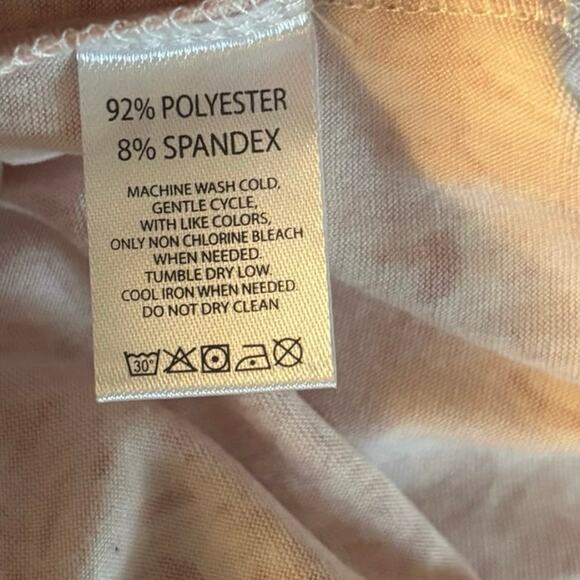 92% POLYESTER
8% SPANDEX
MACHINE WASH COLD,
GENTLE CYCLE,
WITH LIKE COLORS,
ONLY NON CHLORINE BLEACH
WHEN NEEDED.
TUMBLE DRY LOW.
COOL IRON WHEN NEEDED.
DO NOT DRY CLEAN
30°